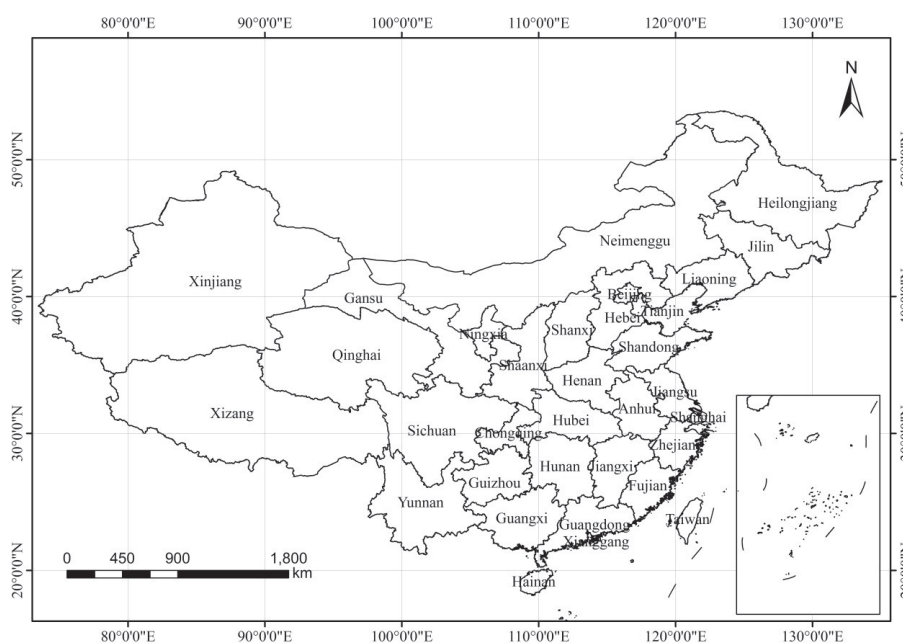 80°0'0"E 90°0'0"E 100°0'0"E 110°0'0"E 120°0'0"E 130°0'0"E
N
50°0'0"N
Heilongjiang
Neimenggu
Jilin
Xinjiang
Liaoning
Beijing
40°0'0"N
Gansu
Tianjin
Hebei
Ningxia
Shanxi
Shandong
Qinghai
Shaanxi
Henan
Jiangsu
Anhui
Xizang
Shanghai
Hubei
Sichuan
Chongqing
30°0'0"N
Zhejiang
Hunan
Jiangxi
Guizhou
Fujian
Yunnan
Guangxi
Taiwan
Guangdong
Xianggang
0 450 900 1,800
km
20°0'0"N
Hainan
80°0'0"E 90°0'0"E 100°0'0"E 110°0'0"E 120°0'0"E 130°0'0"E